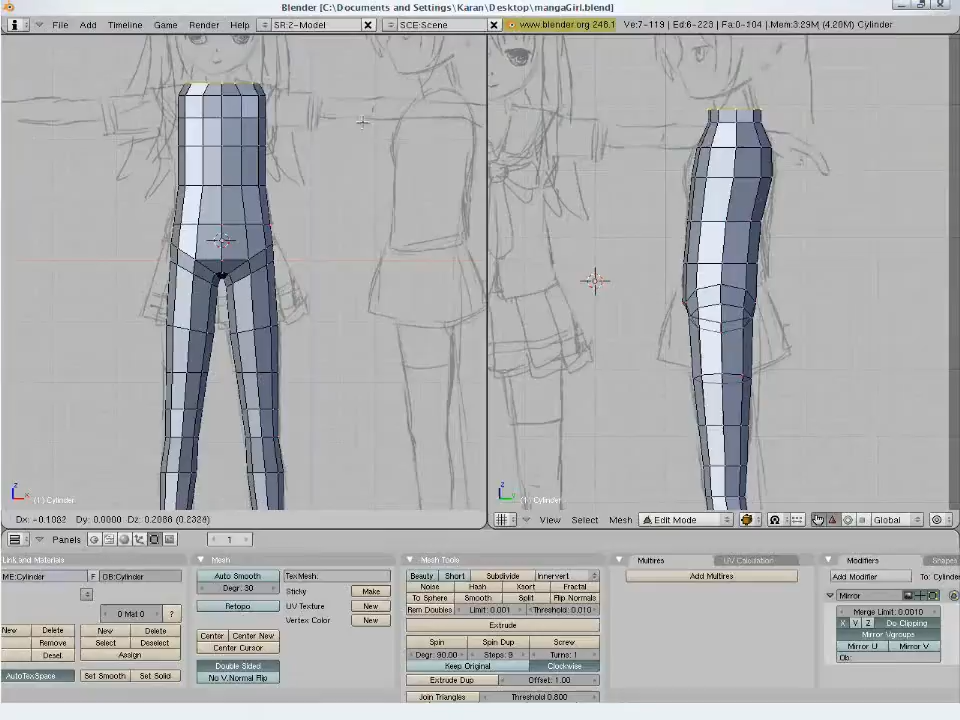 Blender [C:\Documents and Settings\Karan\Desktop\mangaGirl.blend]
File Add Timeline Game Render Help SR:2-Model SCE:Scene www.blender.org 248.1 Ve:7-119 | Ed:6-223 | Fa:0-104 | Mem:3.29M (4.20M) Cylinder
(1) Cylinder (1) Cylinder
Dx: -0.1082 Dy: 0.0000 Dz: 0.2066 (0.2328) View Select Mesh Edit Mode Global
Panels 1
Link and Materials Mesh Mesh Tools Multires UV Calculation Modifiers Shapes
ME:Cylinder F OB:Cylinder Auto Smooth TexMesh: Beauty Short Subdivide Innervert Add Multires Add Modifier To: Cylinder
Degr: 30 Sticky Make Noise Hash Xsort Fractal
Retopo UV Texture New To Sphere Smooth Split Flip Normals
0 Mat 0 ? Vertex Color New Rem Doubles Limit: 0.001 Threshold: 0.010 Merge Limit: 0.0010
New Delete New Delete Center Center New Extrude X Y Z Do Clipping
Remove Select Deselect Center Cursor Spin Spin Dup Screw Mirror Vgroups
Desel. Assign Double Sided Degr: 90.00 Steps: 9 Turns: 1 Mirror U Mirror V
AutoTexSpace Set Smooth Set Solid No V.Normal Flip Keep Original Clockwise Ob:
Extrude Dup Offset: 1.00
Join Triangles Threshold 0.800